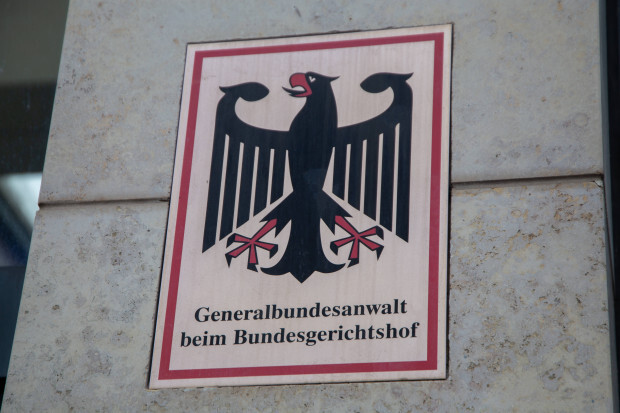 Generalbundesanwalt
beim Bundesgerichtshof